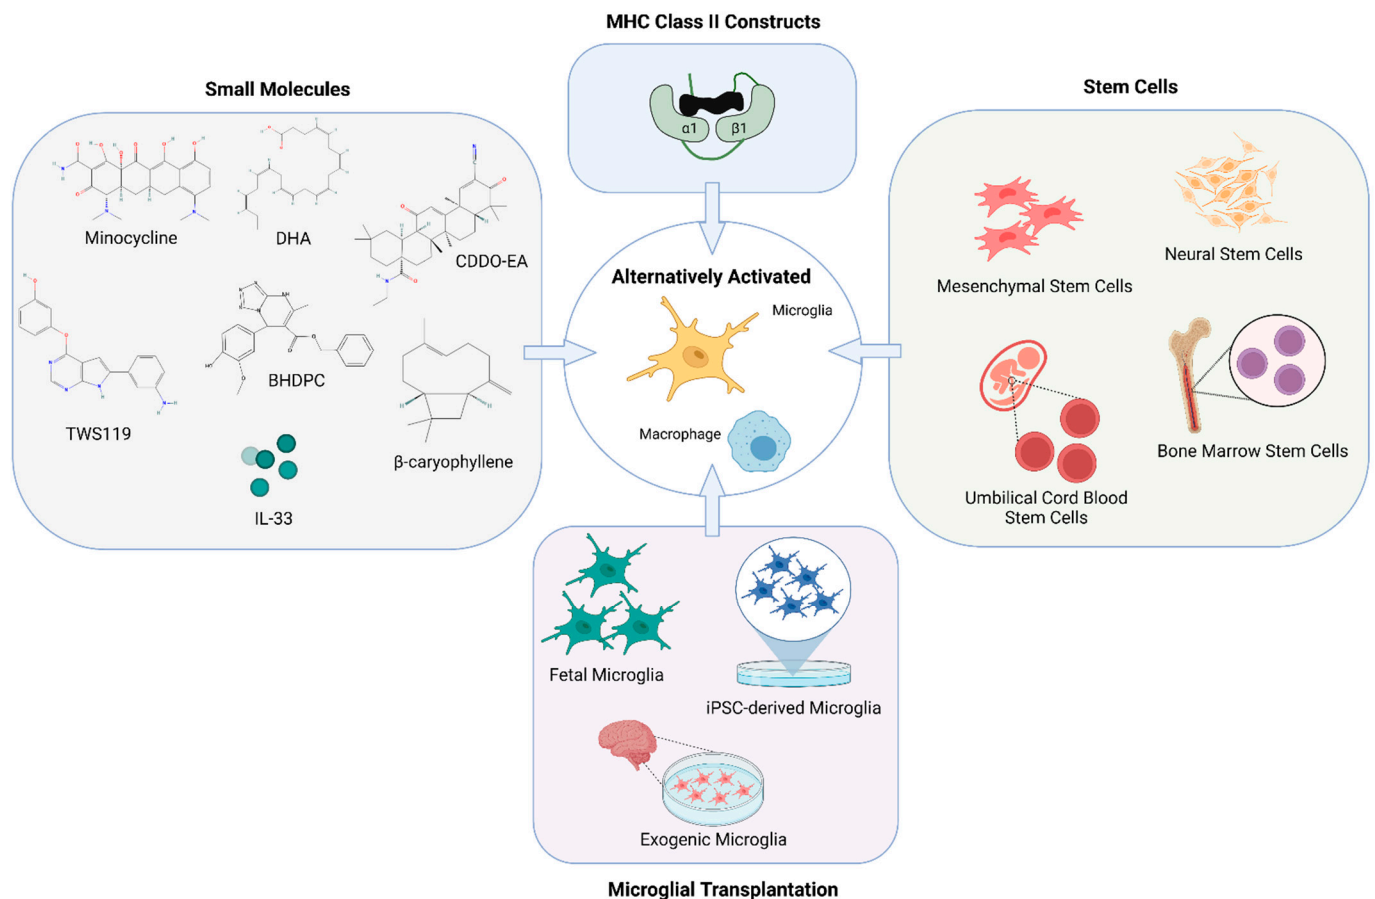 MHC Class II Constructs
α1
β1
Small Molecules
Minocycline
DHA
CDDO-EA
TWS119
BHDPC
β-caryophyllene
IL-33
Alternatively Activated
Microglia
Macrophage
Stem Cells
Neural Stem Cells
Mesenchymal Stem Cells
Bone Marrow Stem Cells
Umbilical Cord Blood
Stem Cells
Fetal Microglia
iPSC-derived Microglia
Exogenic Microglia
Microglial Transplantation